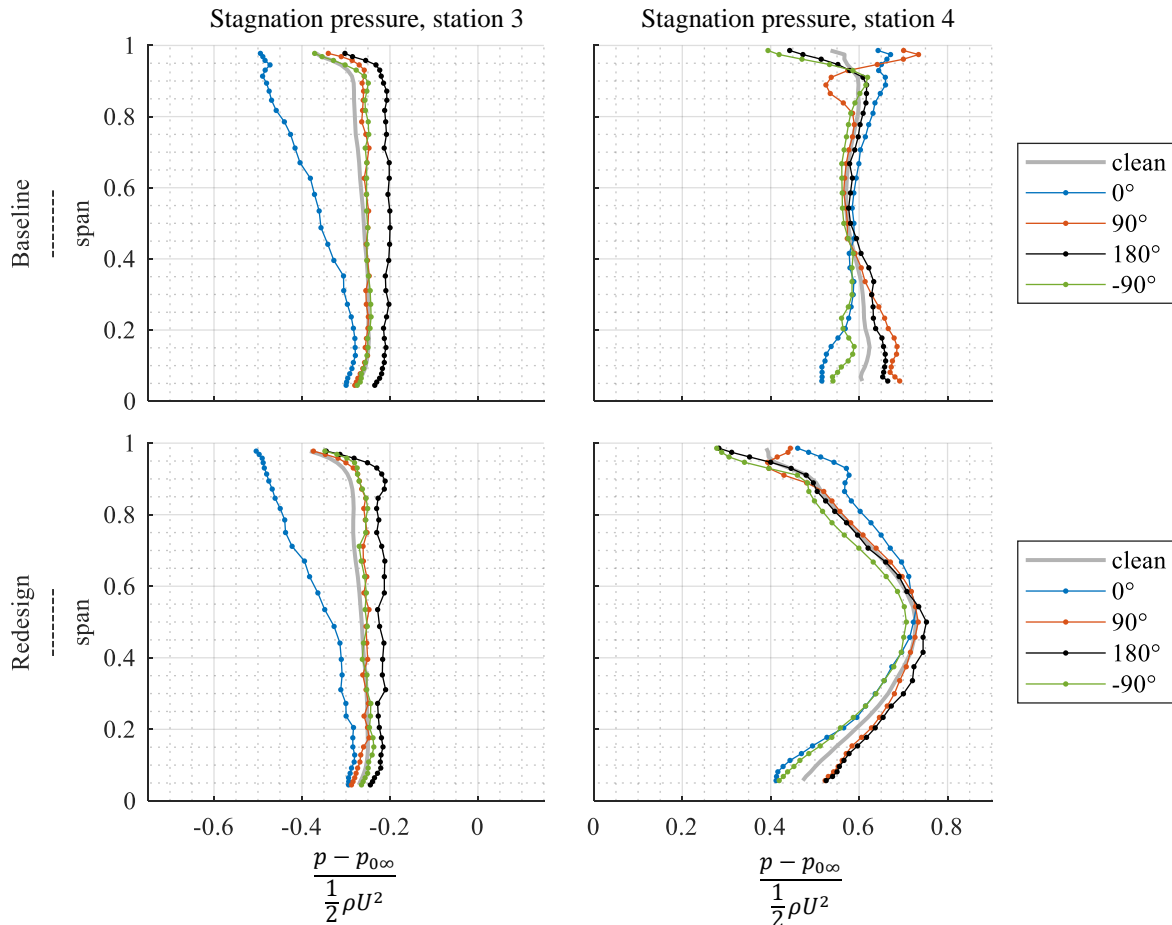 Stagnation pressure, station 3
Stagnation pressure, station 4
Baseline
span
1
0.8
0.6
0.4
0.2
0
clean
0°
90°
180°
-90°
Redesign
span
1
0.8
0.6
0.4
0.2
0
clean
0°
90°
180°
-90°
-0.6 -0.4 -0.2 0
0 0.2 0.4 0.6 0.8
p − p0∞
1
2 ρU²
p − p0∞
1
2 ρU²